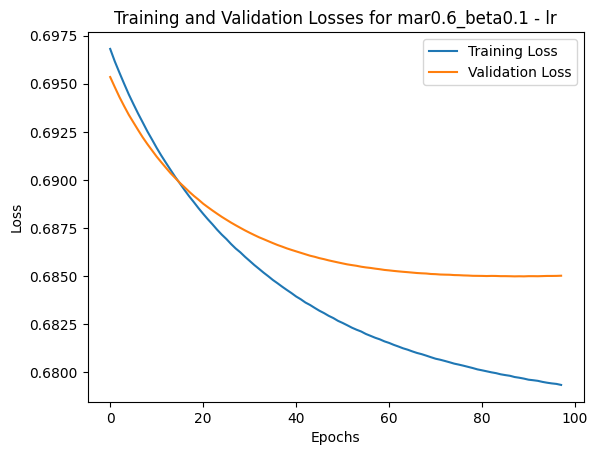 Training and Validation Losses for mar0.6_beta0.1 - lr
Training Loss
Validation Loss
Loss
0.6975
0.6950
0.6925
0.6900
0.6875
0.6850
0.6825
0.6800
0 20 40 60 80 100
Epochs